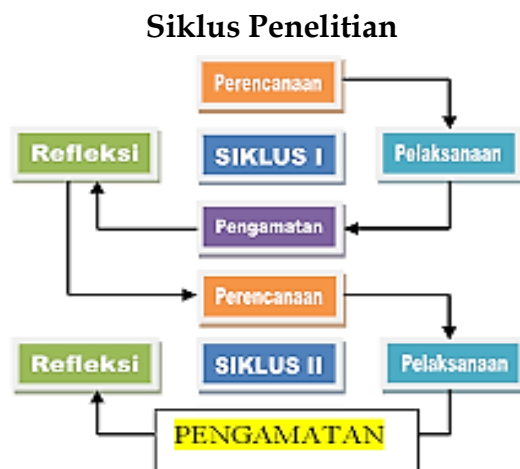 Siklus Penelitian
Perencanaan
Refleksi
SIKLUS I
Pelaksanaan
Pengamatan
Perencanaan
Refleksi
SIKLUS II
Pelaksanaan
PENGAMATAN